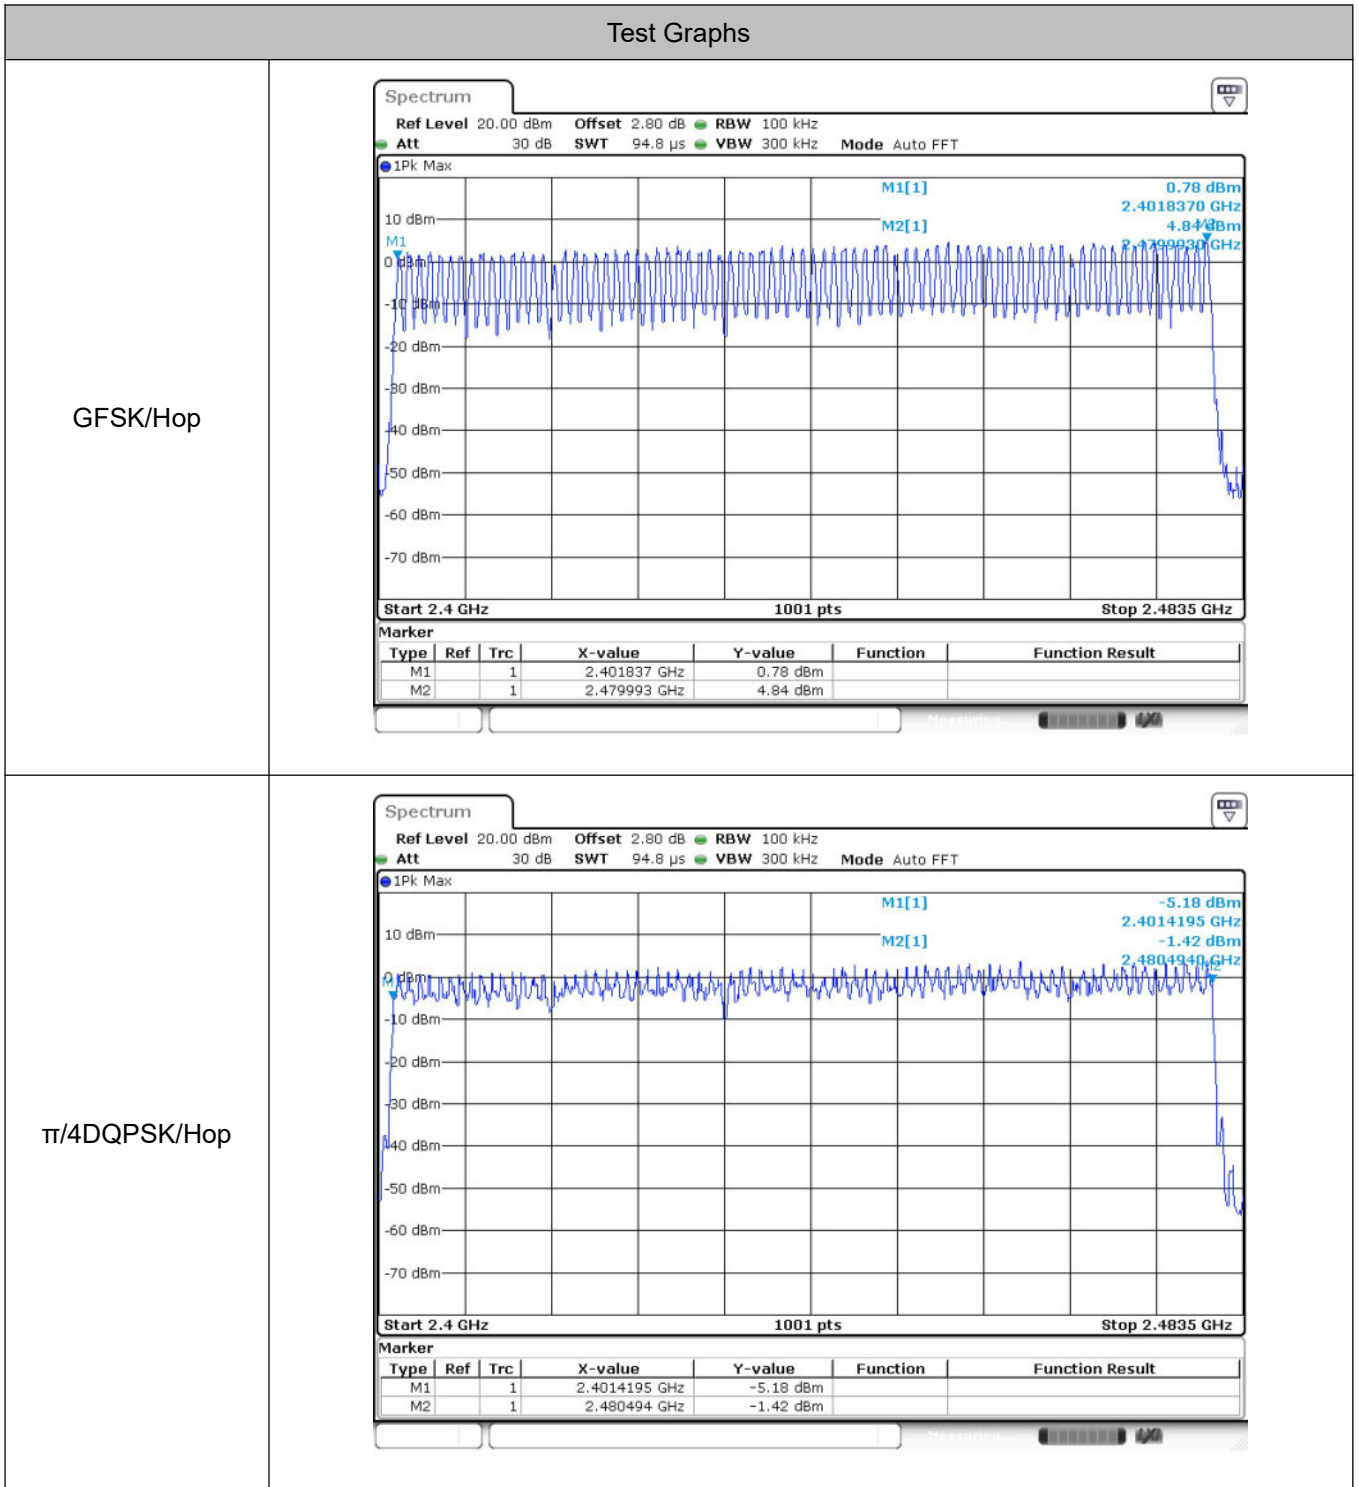 Test Graphs
GFSK/Hop
Spectrum
Ref Level 20.00 dBm Offset 2.80 dB RBW 100 kHz
Att 30 dB SWT 94.8 µs VBW 300 kHz Mode Auto FFT
1Pk Max
M1[1] 0.78 dBm
2.4018370 GHz
10 dBm
M2[1] 4.84 dBm
M2
M1
2.4799930 GHz
0 dBm
-10 dBm
-20 dBm
-30 dBm
-40 dBm
-50 dBm
-60 dBm
-70 dBm
Start 2.4 GHz 1001 pts Stop 2.4835 GHz
Marker
Type Ref Trc X-value Y-value Function Function Result
M1 1 2.401837 GHz 0.78 dBm
M2 1 2.479993 GHz 4.84 dBm
Measuring...
LXI
π/4DQPSK/Hop
Spectrum
Ref Level 20.00 dBm Offset 2.80 dB RBW 100 kHz
Att 30 dB SWT 94.8 µs VBW 300 kHz Mode Auto FFT
1Pk Max
M1[1] -5.18 dBm
2.4014195 GHz
10 dBm
M2[1] -1.42 dBm
2.4804940 GHz
M2
0 dBm
M1
-10 dBm
-20 dBm
-30 dBm
-40 dBm
-50 dBm
-60 dBm
-70 dBm
Start 2.4 GHz 1001 pts Stop 2.4835 GHz
Marker
Type Ref Trc X-value Y-value Function Function Result
M1 1 2.4014195 GHz -5.18 dBm
M2 1 2.480494 GHz -1.42 dBm
Measuring...
LXI